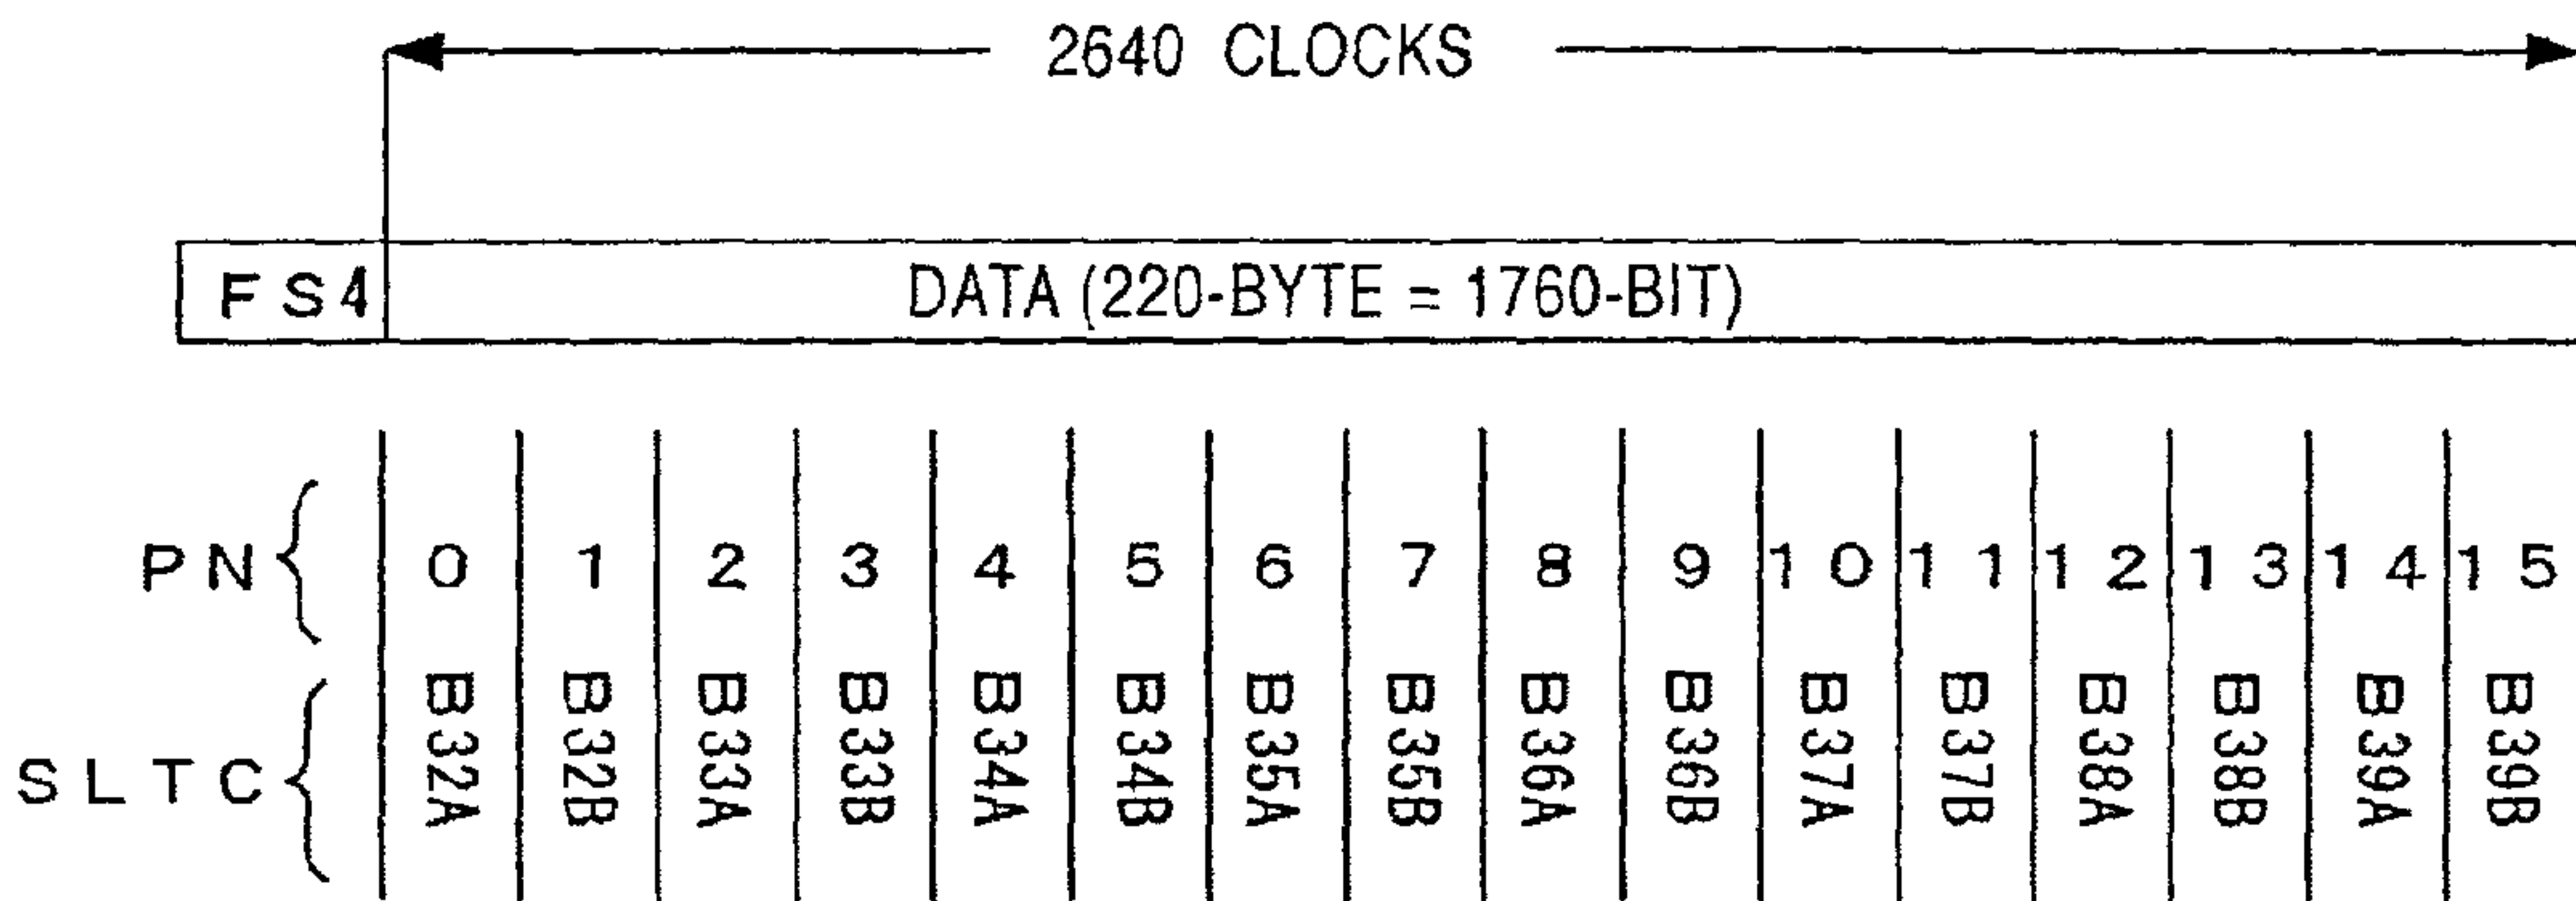 2640 CLOCKS
FS4 DATA (220-BYTE = 1760-BIT)
PN 0 1 2 3 4 5 6 7 8 9 10 11 12 13 14 15
SLTC B32A B32B B33A B33B B34A B34B B35A B35B B36A B36B B37A B37B B38A B38B B39A B39B